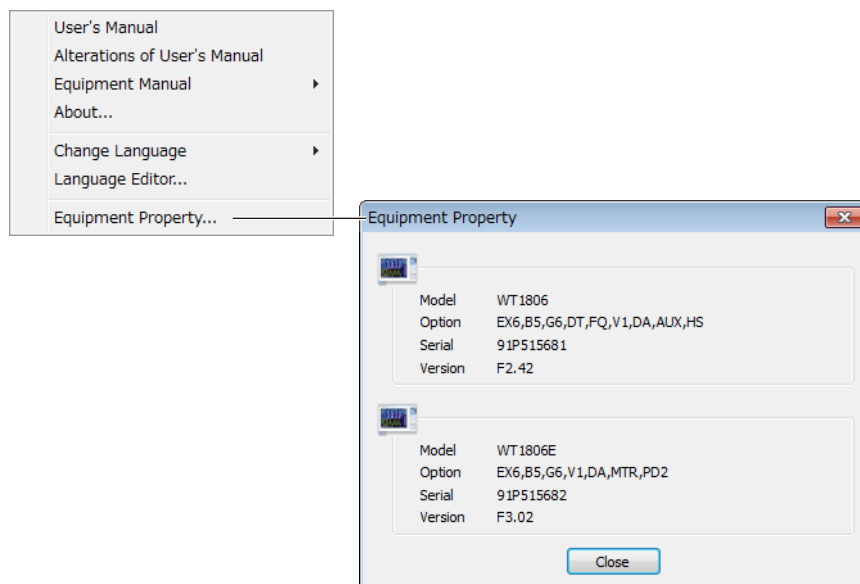 User's Manual
Alterations of User's Manual
Equipment Manual
About...
Change Language
Language Editor...
Equipment Property...
Equipment Property
Model WT1806
Option EX6,B5,G6,DT,FQ,V1,DA,AUX,HS
Serial 91P515681
Version F2.42
Model WT1806E
Option EX6,B5,G6,V1,DA,MTR,PD2
Serial 91P515682
Version F3.02
Close